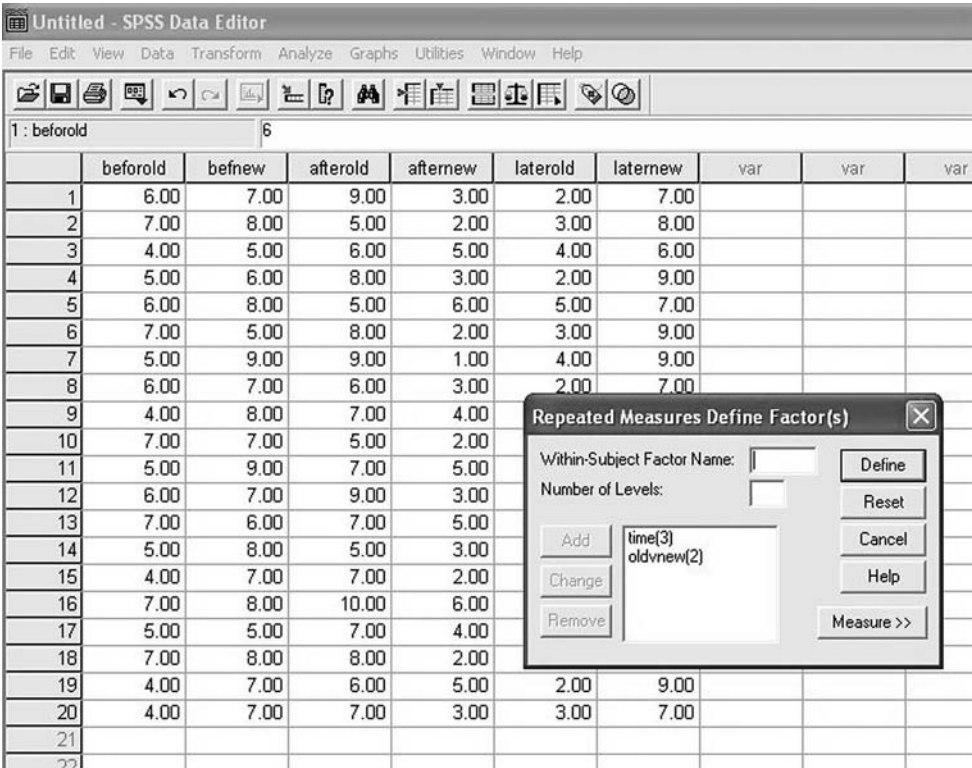 Untitled - SPSS Data Editor
File Edit View Data Transform Analyze Graphs Utilities Window Help
1 : beforold 6
beforold befnew afterold afternew laterold laternew var var var
1 6.00 7.00 9.00 3.00 2.00 7.00
2 7.00 8.00 5.00 2.00 3.00 8.00
3 4.00 5.00 6.00 5.00 4.00 6.00
4 5.00 6.00 8.00 3.00 2.00 9.00
5 6.00 8.00 5.00 6.00 5.00 7.00
6 7.00 5.00 8.00 2.00 3.00 9.00
7 5.00 9.00 9.00 1.00 4.00 9.00
8 6.00 7.00 6.00 3.00 2.00 7.00
9 4.00 8.00 7.00 4.00
10 7.00 7.00 5.00 2.00
11 5.00 9.00 7.00 5.00
12 6.00 7.00 9.00 3.00
13 7.00 6.00 7.00 5.00
14 5.00 8.00 5.00 3.00
15 4.00 7.00 7.00 2.00
16 7.00 8.00 10.00 6.00
17 5.00 5.00 7.00 4.00
18 7.00 8.00 8.00 2.00
19 4.00 7.00 6.00 5.00 2.00 9.00
20 4.00 7.00 7.00 3.00 3.00 7.00
21
22
Repeated Measures Define Factor(s)
Within-Subject Factor Name: Define
Number of Levels: Reset
Add time(3) Cancel
oldvnew(2)
Change Help
Remove Measure >>